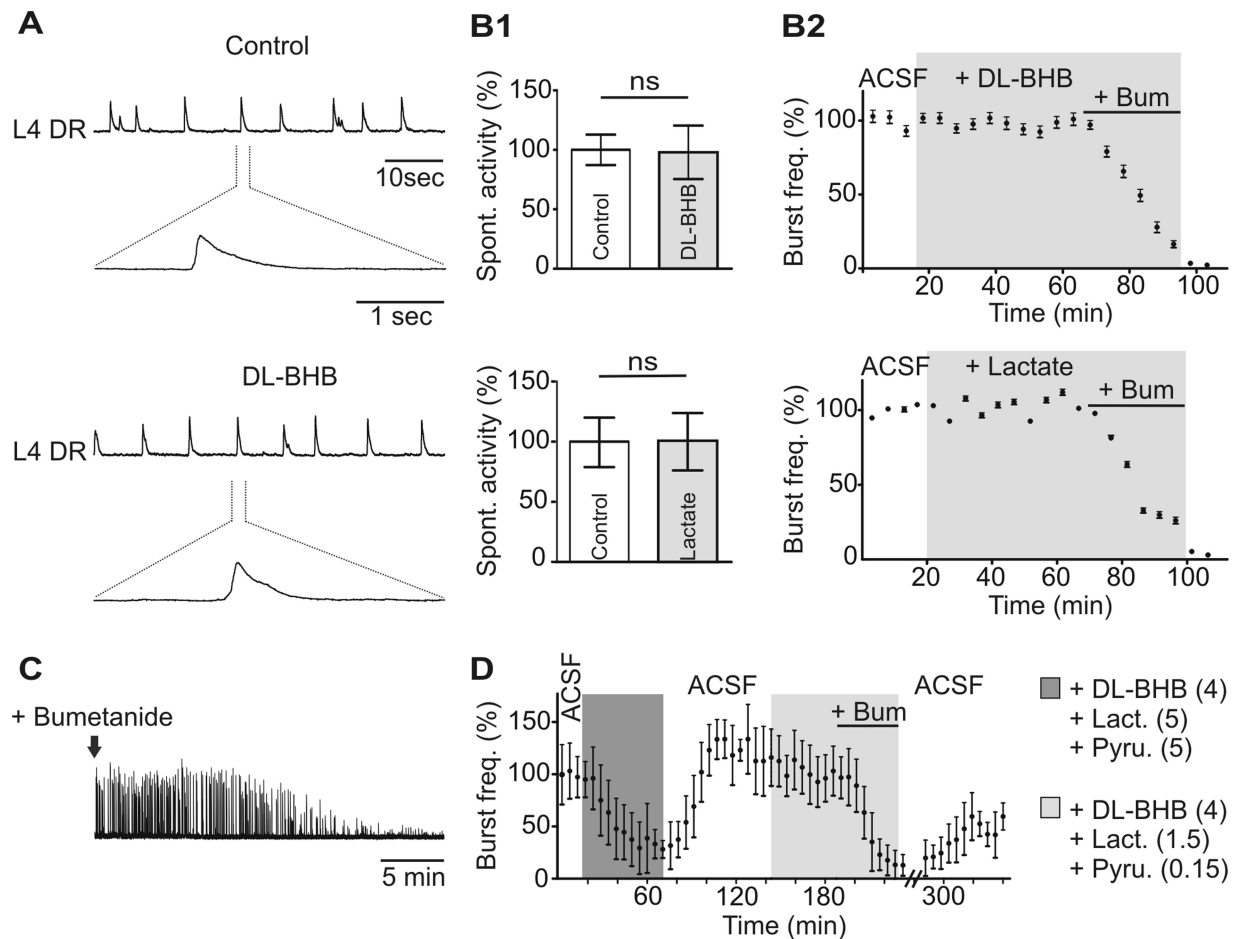 A
Control
L4 DR
10sec
1 sec
DL-BHB
L4 DR
B1
Spont. activity (%)
150
100
50
0
ns
Control
DL-BHB
Spont. activity (%)
150
100
50
0
ns
Control
Lactate
B2
ACSF + DL-BHB
+ Bum
Burst freq. (%)
100
50
0
20 40 60 80 100
Time (min)
ACSF + Lactate
+ Bum
Burst freq. (%)
100
50
0
20 40 60 80 100
Time (min)
C
+ Bumetanide
5 min
D
ACSF
ACSF
ACSF
+ Bum
Burst freq. (%)
150
100
50
0
60 120 180 300
Time (min)
+ DL-BHB (4)
+ Lact. (5)
+ Pyru. (5)
+ DL-BHB (4)
+ Lact. (1.5)
+ Pyru. (0.15)